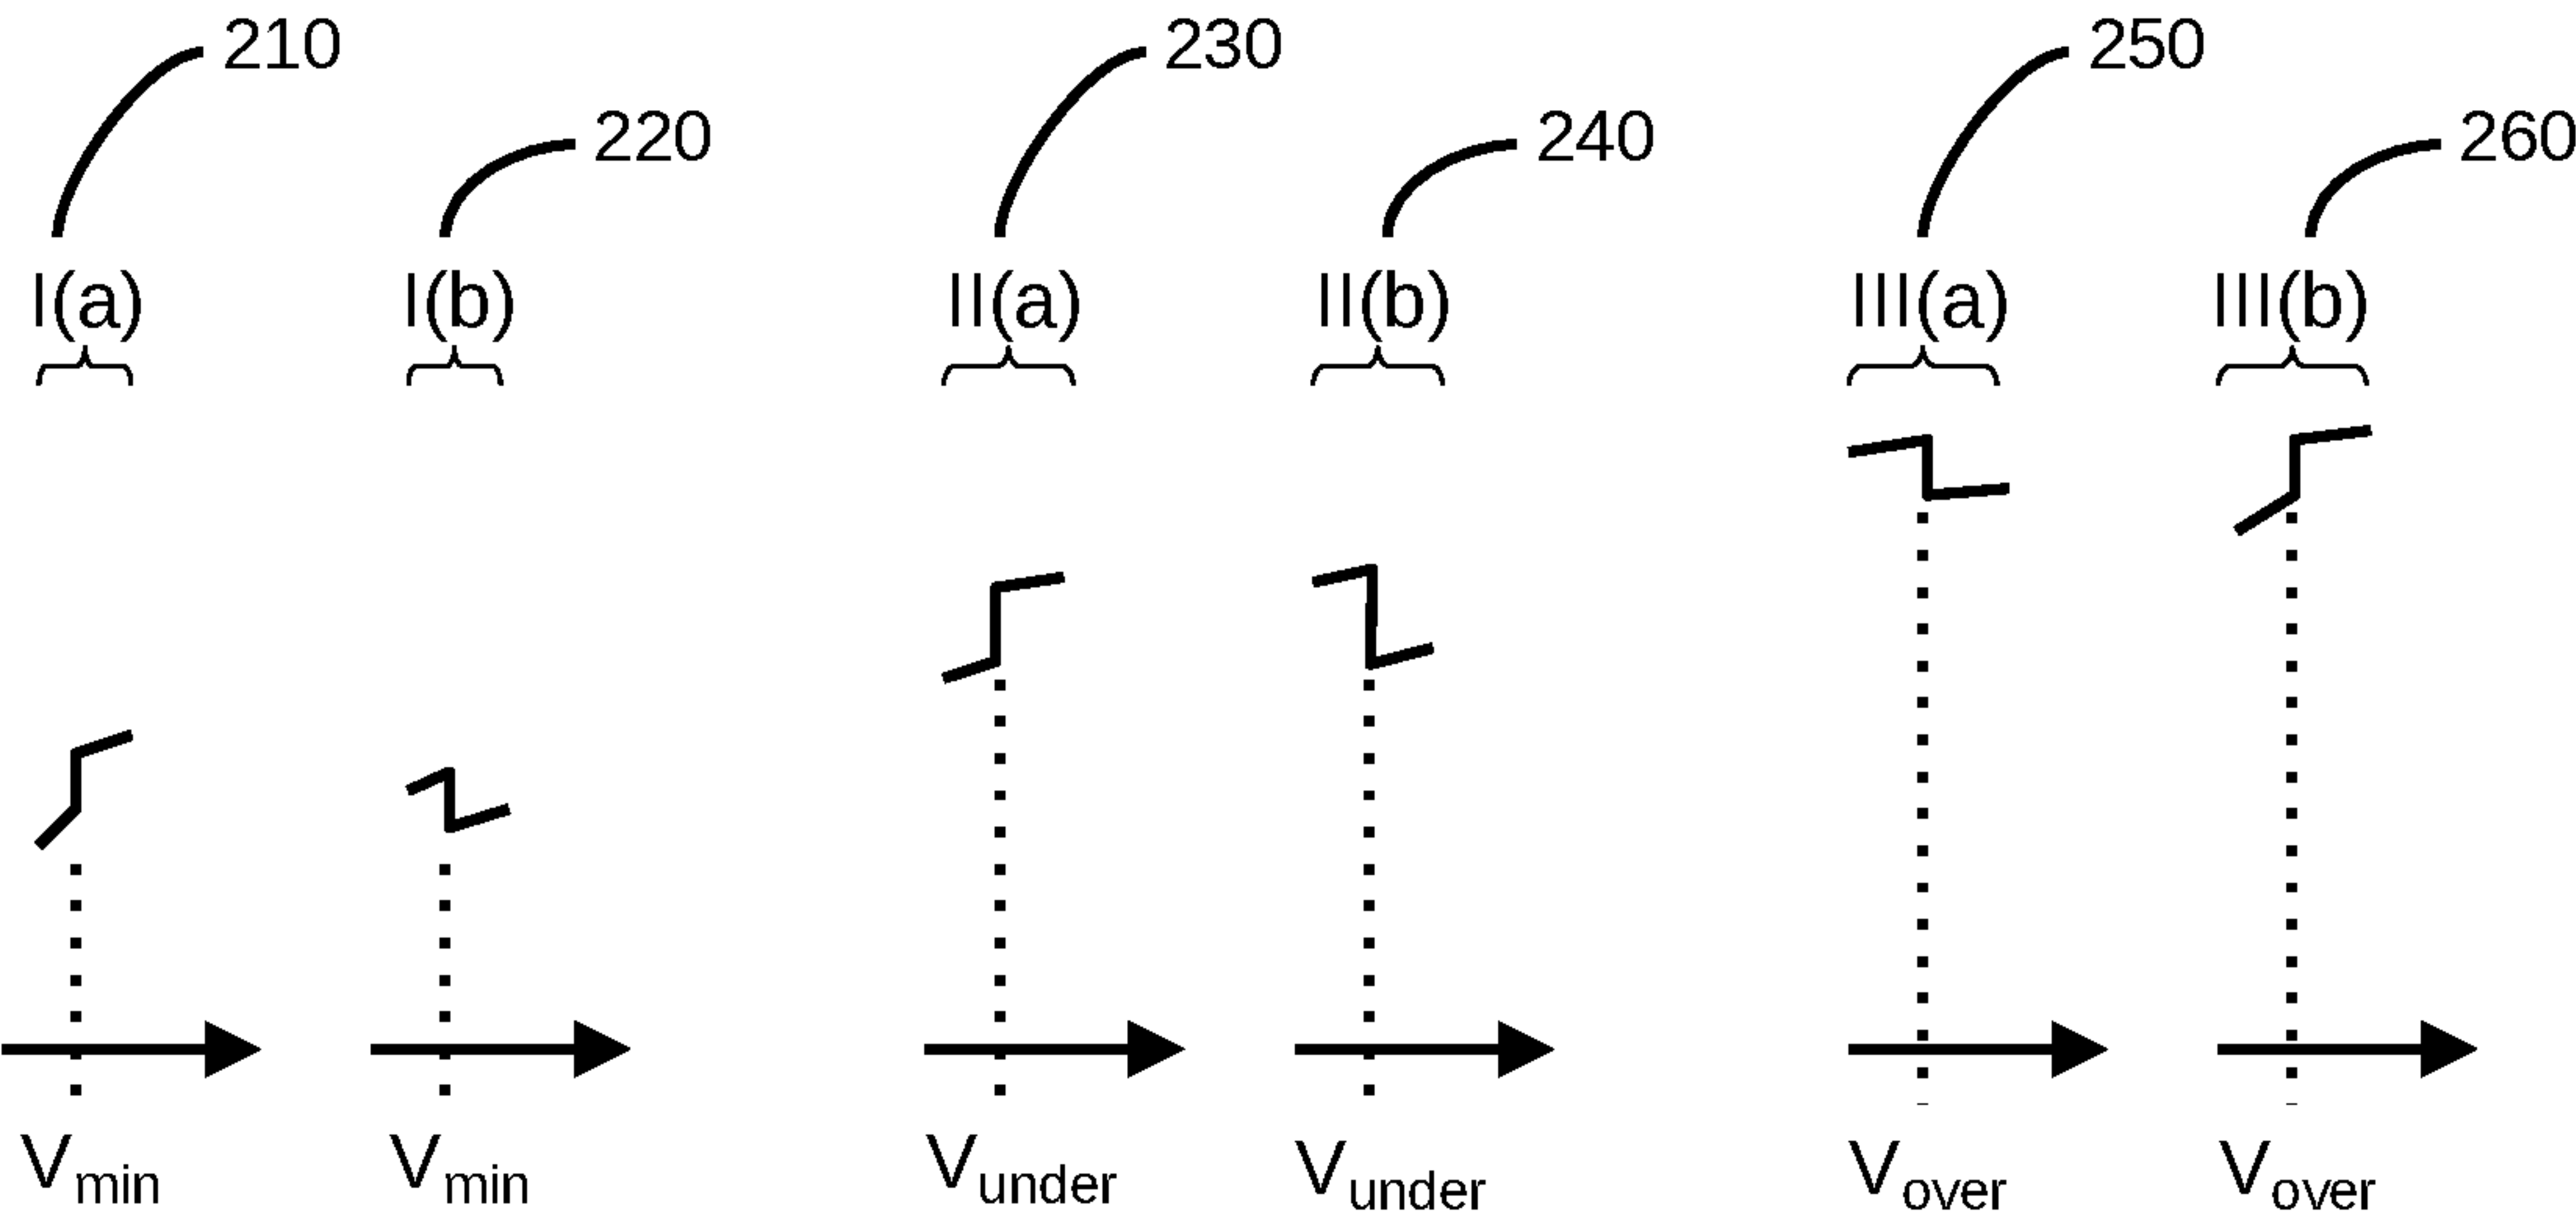 210
230
250
220
240
260
I(a)
I(b)
II(a)
II(b)
III(a)
III(b)
Vmin
Vmin
Vunder
Vunder
Vover
Vover